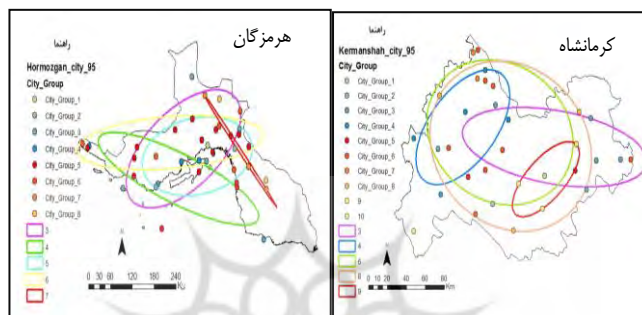 هرمزگان
راهنما
Hormozgan_city_95
City_Group
City_Group_1
City_Group_2
City_Group_3
City_Group_4
City_Group_5
City_Group_6
City_Group_7
City_Group_8
3
4
5
6
7
N
0 30 60 120 180 240
کرمانشاه
راهنما
Kermanshah_city_95
City_Group
City_Group_1
City_Group_2
City_Group_3
City_Group_4
City_Group_5
City_Group_6
City_Group_7
City_Group_8
9
10
3
4
6
8
9
N
0 10 20 40 60 80
Km